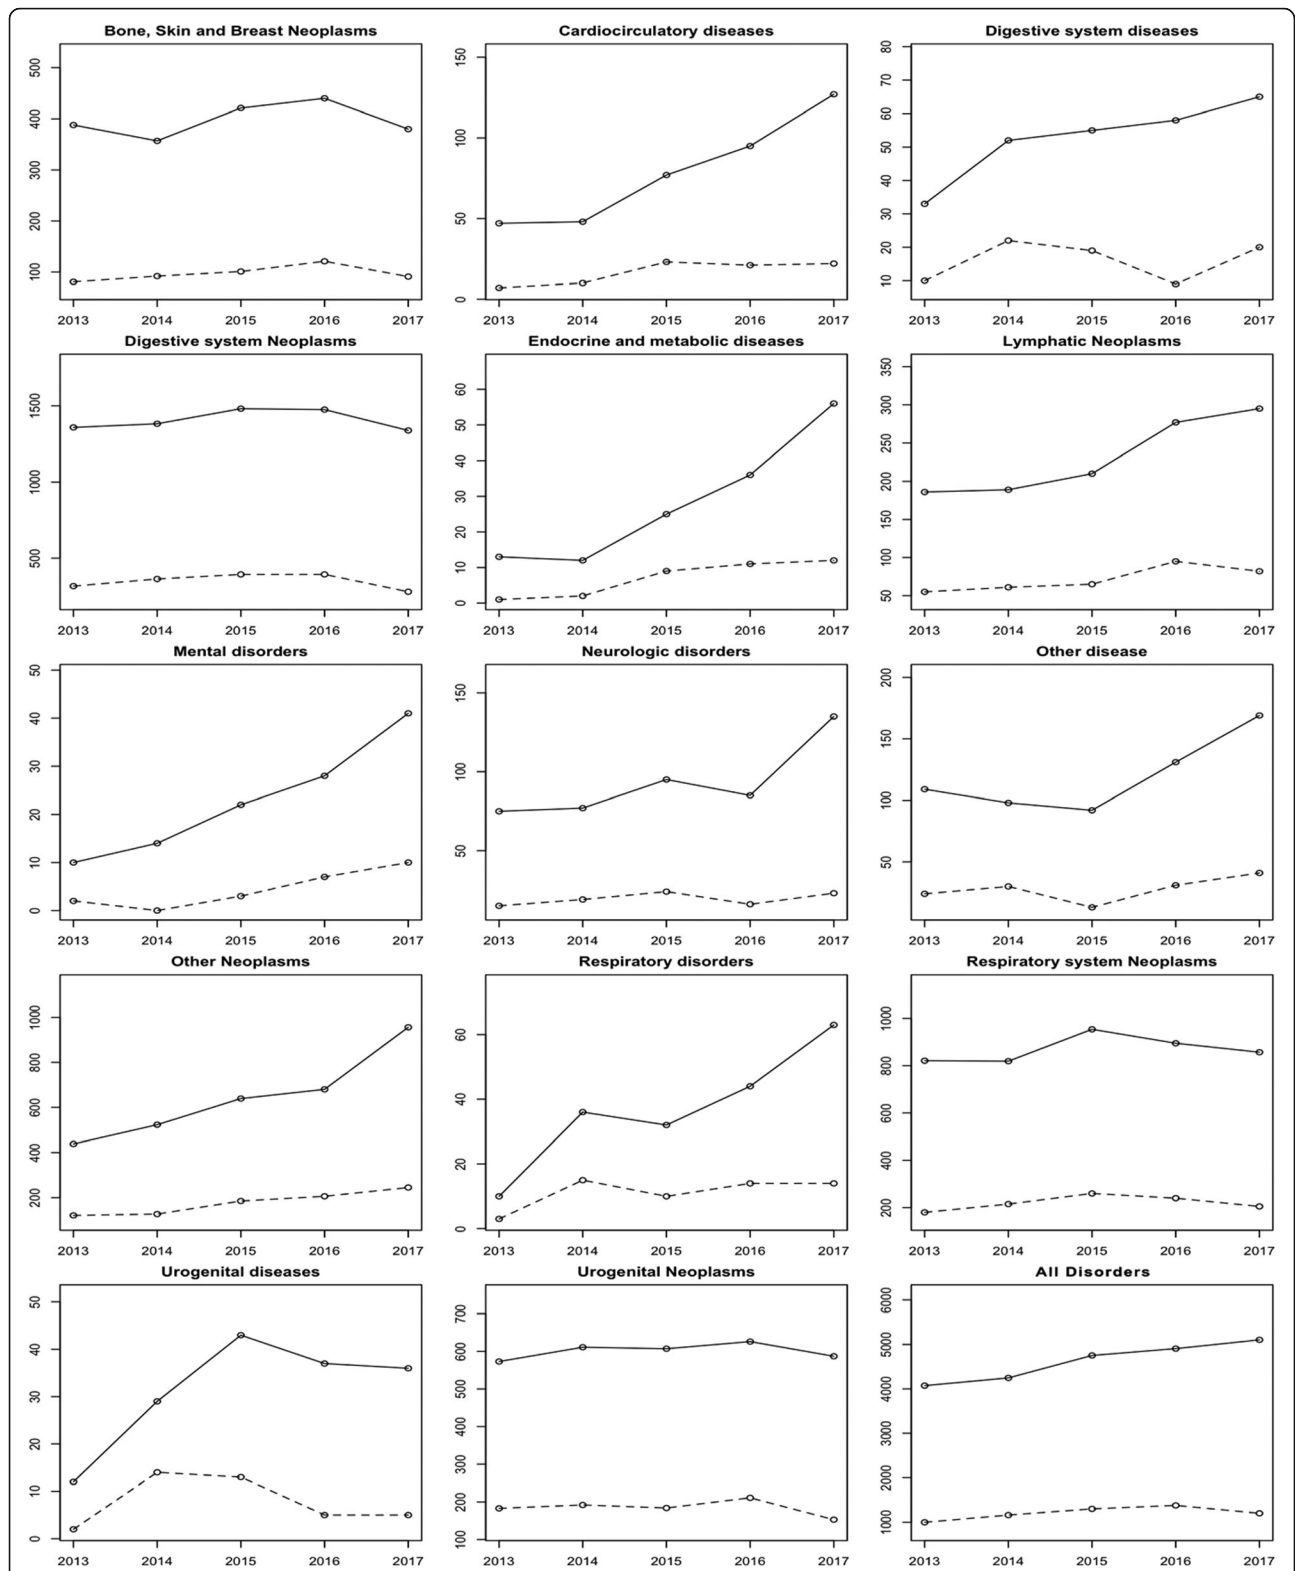 Bone, Skin and Breast Neoplasms
500
400
300
200
100
2013 2014 2015 2016 2017
Cardiocirculatory diseases
150
100
50
0
2013 2014 2015 2016 2017
Digestive system diseases
80
70
60
50
40
30
20
10
2013 2014 2015 2016 2017
Digestive system Neoplasms
1500
1000
500
2013 2014 2015 2016 2017
Endocrine and metabolic diseases
60
50
40
30
20
10
0
2013 2014 2015 2016 2017
Lymphatic Neoplasms
350
300
250
200
150
100
50
2013 2014 2015 2016 2017
Mental disorders
50
40
30
20
10
0
2013 2014 2015 2016 2017
Neurologic disorders
150
100
50
2013 2014 2015 2016 2017
Other disease
200
150
100
50
2013 2014 2015 2016 2017
Other Neoplasms
1000
800
600
400
200
2013 2014 2015 2016 2017
Respiratory disorders
60
40
20
0
2013 2014 2015 2016 2017
Respiratory system Neoplasms
1000
800
600
400
200
2013 2014 2015 2016 2017
Urogenital diseases
50
40
30
20
10
0
2013 2014 2015 2016 2017
Urogenital Neoplasms
700
600
500
400
300
200
100
2013 2014 2015 2016 2017
All Disorders
6000
5000
4000
3000
2000
1000
2013 2014 2015 2016 2017